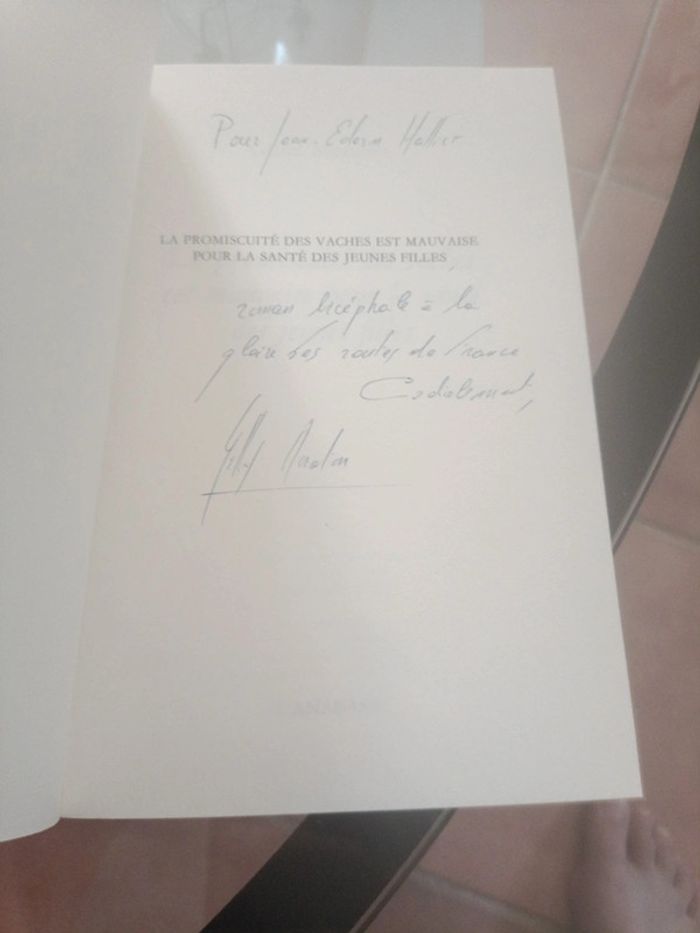 Pour Jean-Edern Hallier
LA PROMISCUITÉ DES VACHES EST MAUVAISE
POUR LA SANTÉ DES JEUNES FILLES
roman bicéphale à la
gloire des routes de France
Cordialement,